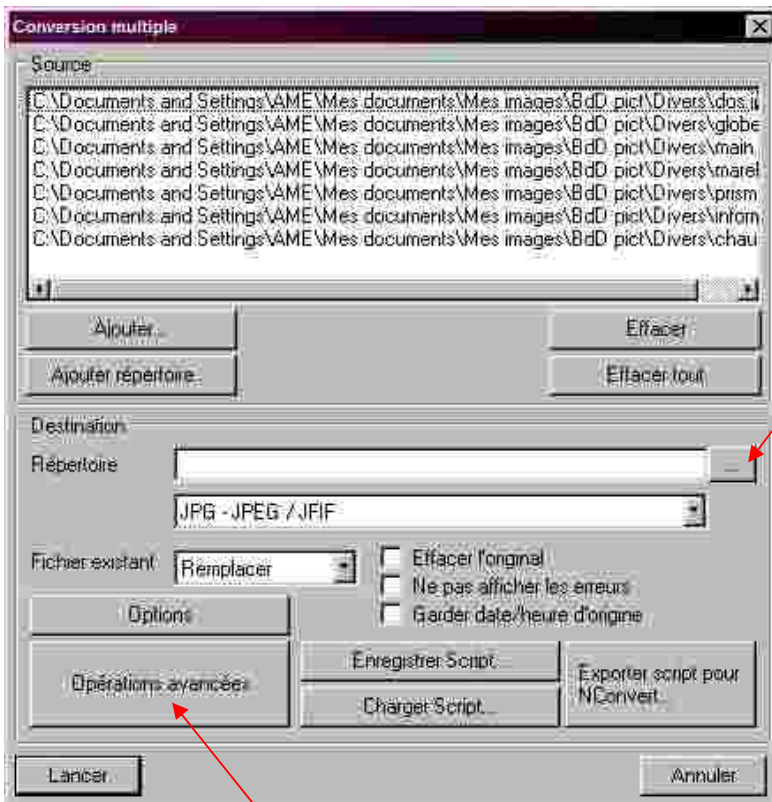 Conversion multiple
Source
C:\Documents and Settings\AME\Mes documents\Mes images\BdD pict\Divers\dos
C:\Documents and Settings\AME\Mes documents\Mes images\BdD pict\Divers\globe
C:\Documents and Settings\AME\Mes documents\Mes images\BdD pict\Divers\main
C:\Documents and Settings\AME\Mes documents\Mes images\BdD pict\Divers\marel
C:\Documents and Settings\AME\Mes documents\Mes images\BdD pict\Divers\prism
C:\Documents and Settings\AME\Mes documents\Mes images\BdD pict\Divers\inform
C:\Documents and Settings\AME\Mes documents\Mes images\BdD pict\Divers\chau
Ajouter... Effacer
Ajouter répertoire... Effacer tout
Destination
Répertoire ...
JPG - JPEG / JFIF
Fichier existant Remplacer Effacer l'original
Ne pas afficher les erreurs
Options Garder date/heure d'origine
Opérations avancées Enregistrer Script... Exporter script pour
NConvert...
Charger Script...
Lancer Annuler